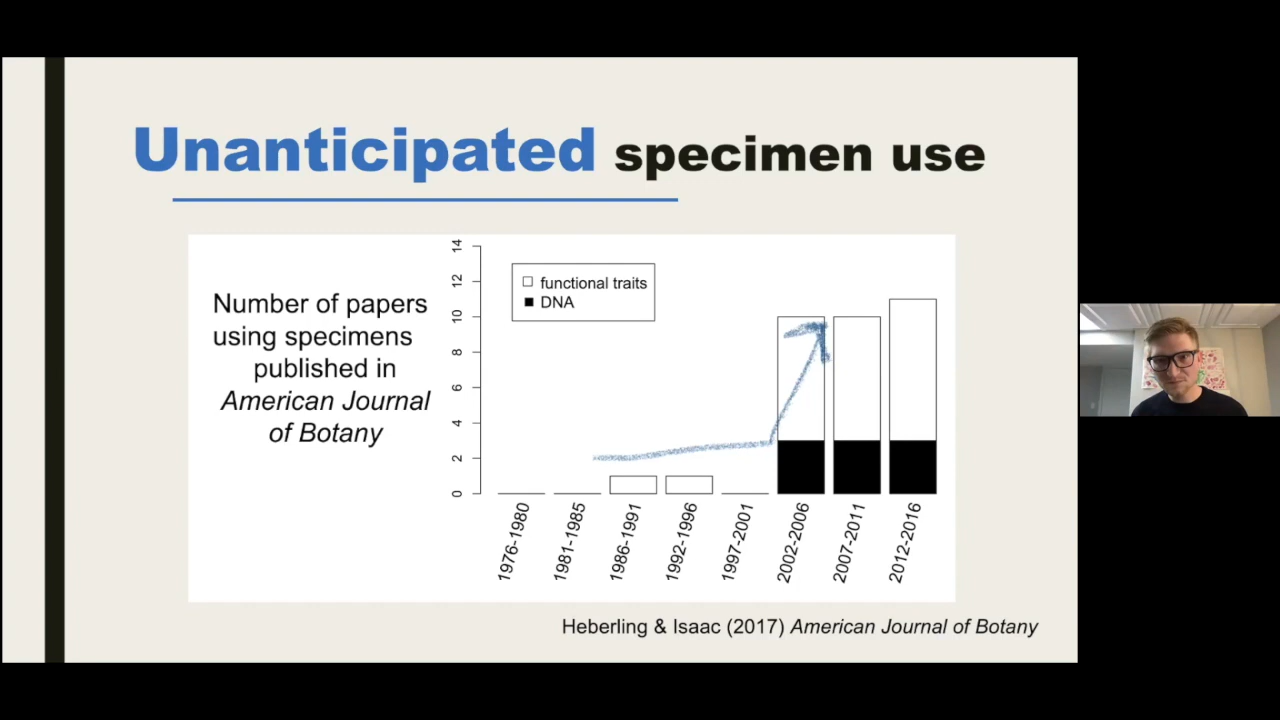 Unanticipated specimen use
Number of papers
using specimens
published in
American Journal
of Botany
14
12
10
8
6
4
2
0
functional traits
DNA
1976-1980
1981-1985
1986-1991
1992-1996
1997-2001
2002-2006
2007-2011
2012-2016
Heberling & Isaac (2017) American Journal of Botany